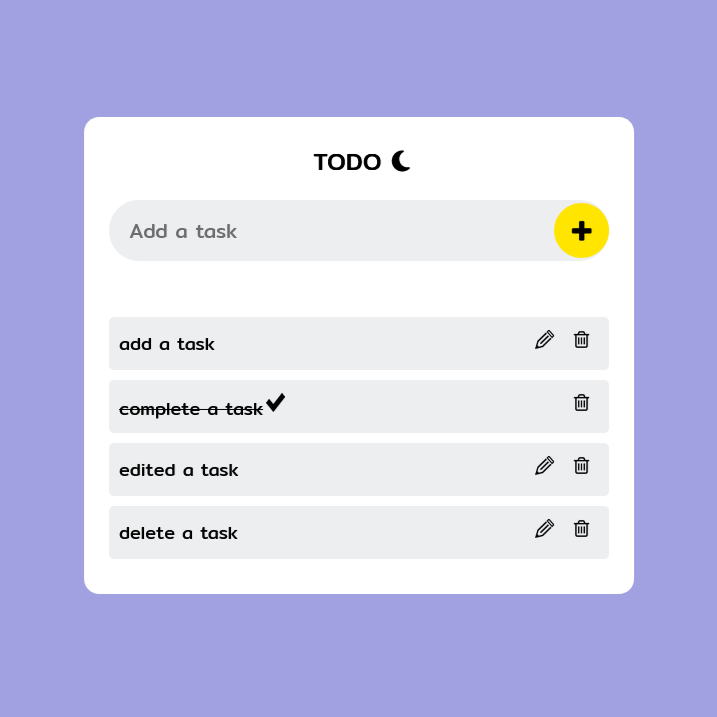 TODO
Add a task
add a task
complete a task
edited a task
delete a task